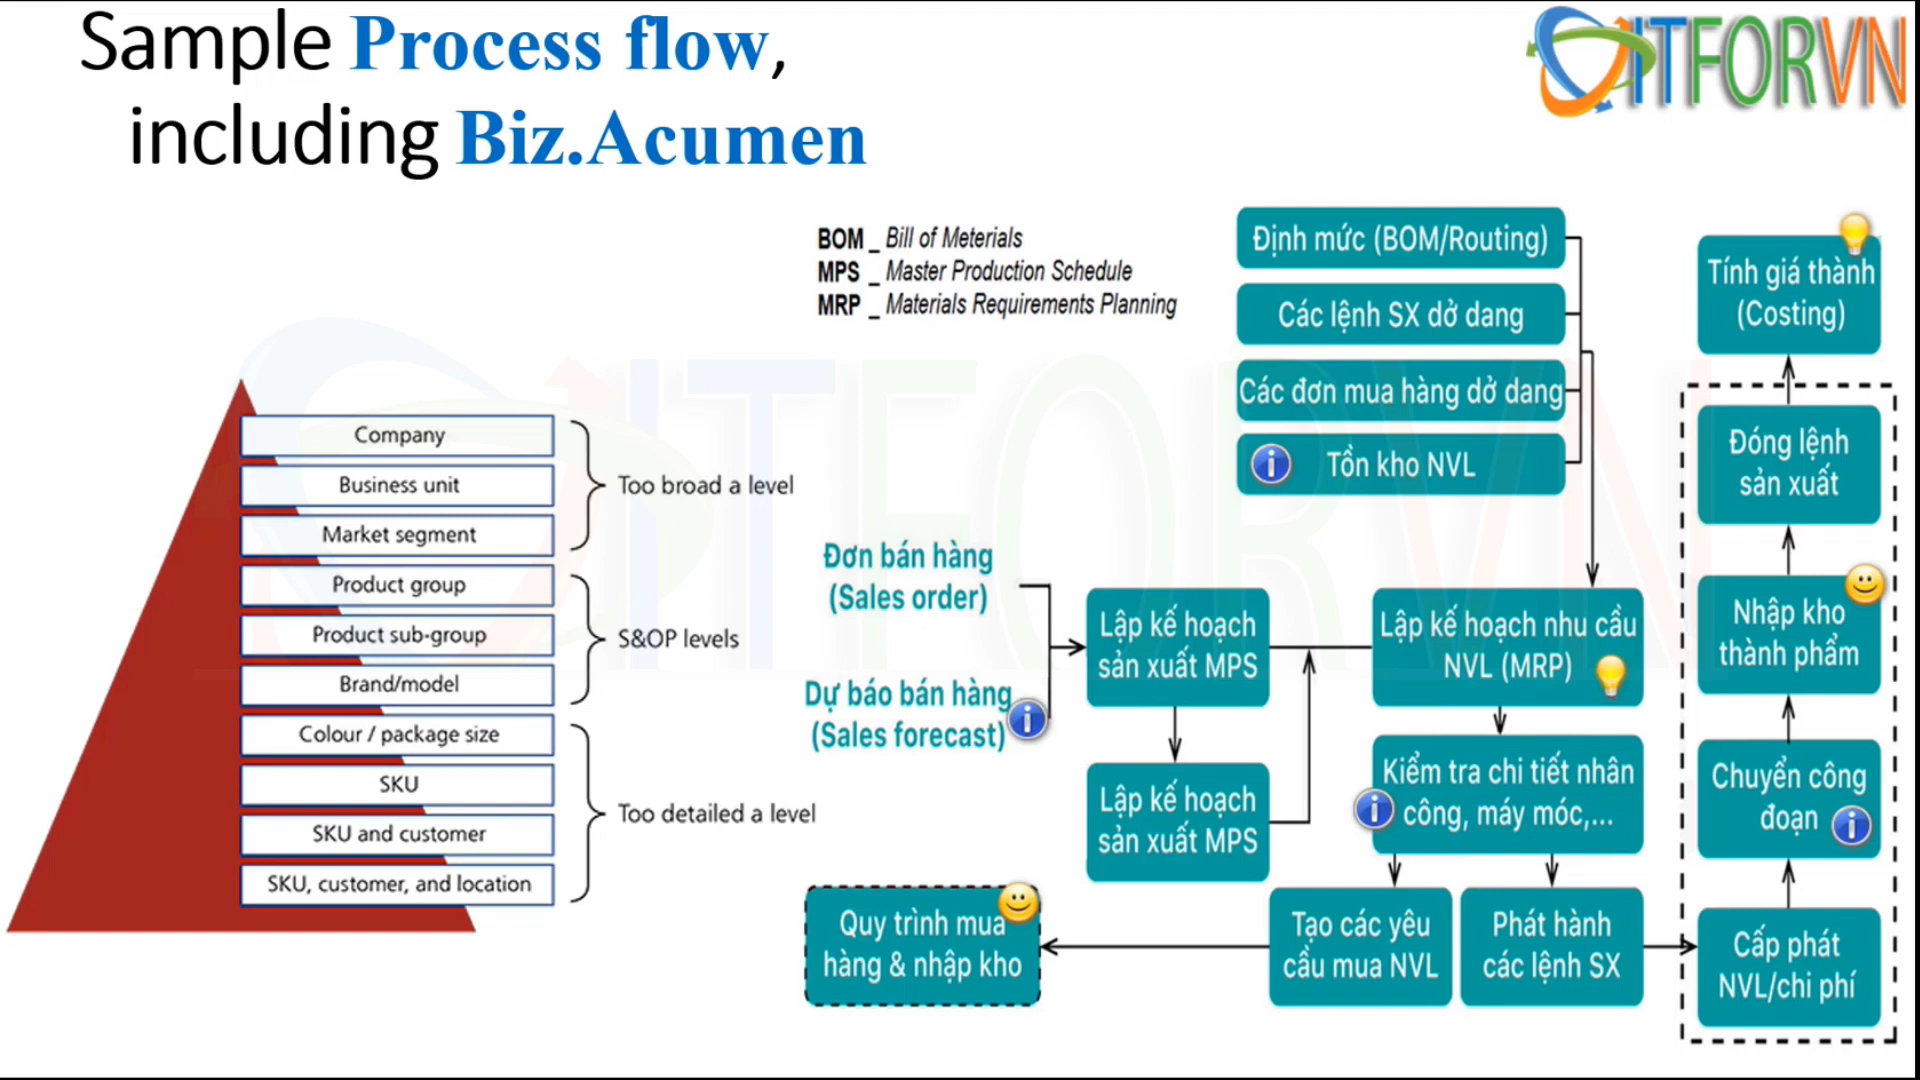 Sample Process flow,
including Biz.Acumen
ITFORVN
BOM _ Bill of Meterials
MPS _ Master Production Schedule
MRP _ Materials Requirements Planning
Company
Business unit
Market segment
Too broad a level
Product group
Product sub-group
Brand/model
S&OP levels
Colour / package size
SKU
SKU and customer
SKU, customer, and location
Too detailed a level
Đơn bán hàng
(Sales order)
Dự báo bán hàng
(Sales forecast)
Lập kế hoạch
sản xuất MPS
Lập kế hoạch
sản xuất MPS
Định mức (BOM/Routing)
Các lệnh SX dở dang
Các đơn mua hàng dở dang
Tồn kho NVL
Lập kế hoạch nhu cầu
NVL (MRP)
Kiểm tra chi tiết nhân
công, máy móc,...
Tạo các yêu
cầu mua NVL
Phát hành
các lệnh SX
Quy trình mua
hàng & nhập kho
Tính giá thành
(Costing)
Đóng lệnh
sản xuất
Nhập kho
thành phẩm
Chuyển công
đoạn
Cấp phát
NVL/chi phí
ITFORVN